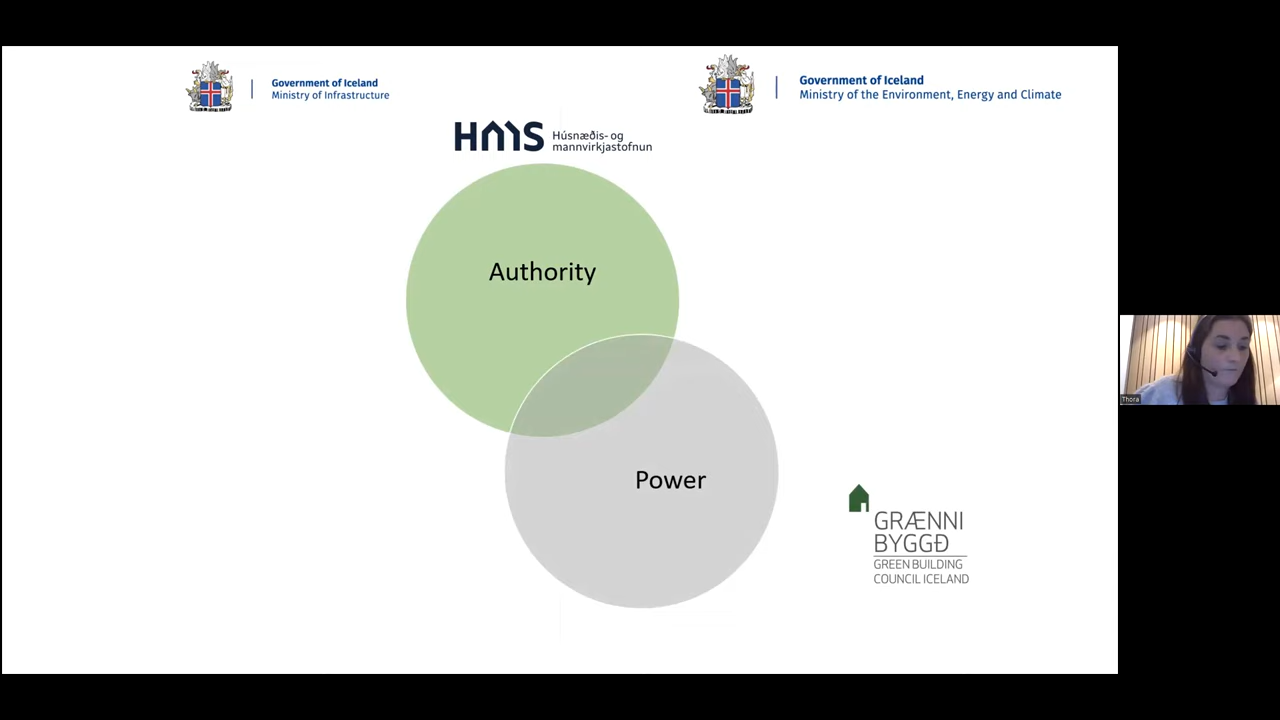 Government of Iceland
Ministry of Infrastructure
Government of Iceland
Ministry of the Environment, Energy and Climate
HMS
Húsnæðis- og
mannvirkjastofnun
Authority
Power
GRÆNNI
BYGGÐ
GREEN BUILDING
COUNCIL ICELAND
Thora